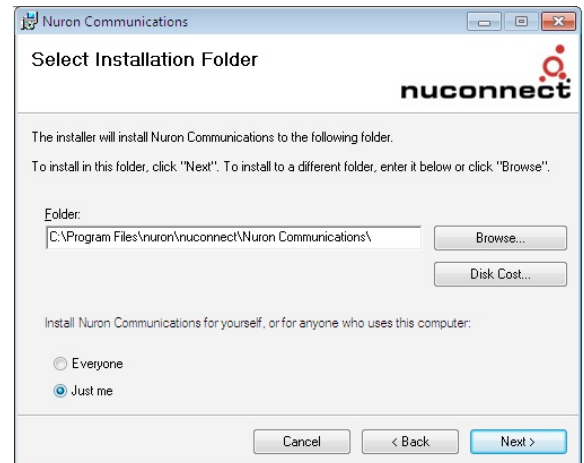 Nuron Communications
Select Installation Folder
nuconnect
The installer will install Nuron Communications to the following folder.
To install in this folder, click "Next". To install to a different folder, enter it below or click "Browse".
Folder:
C:\Program Files\nuron\nuconnect\Nuron Communications\
Browse...
Disk Cost...
Install Nuron Communications for yourself, or for anyone who uses this computer:
Everyone
Just me
Cancel
< Back
Next >